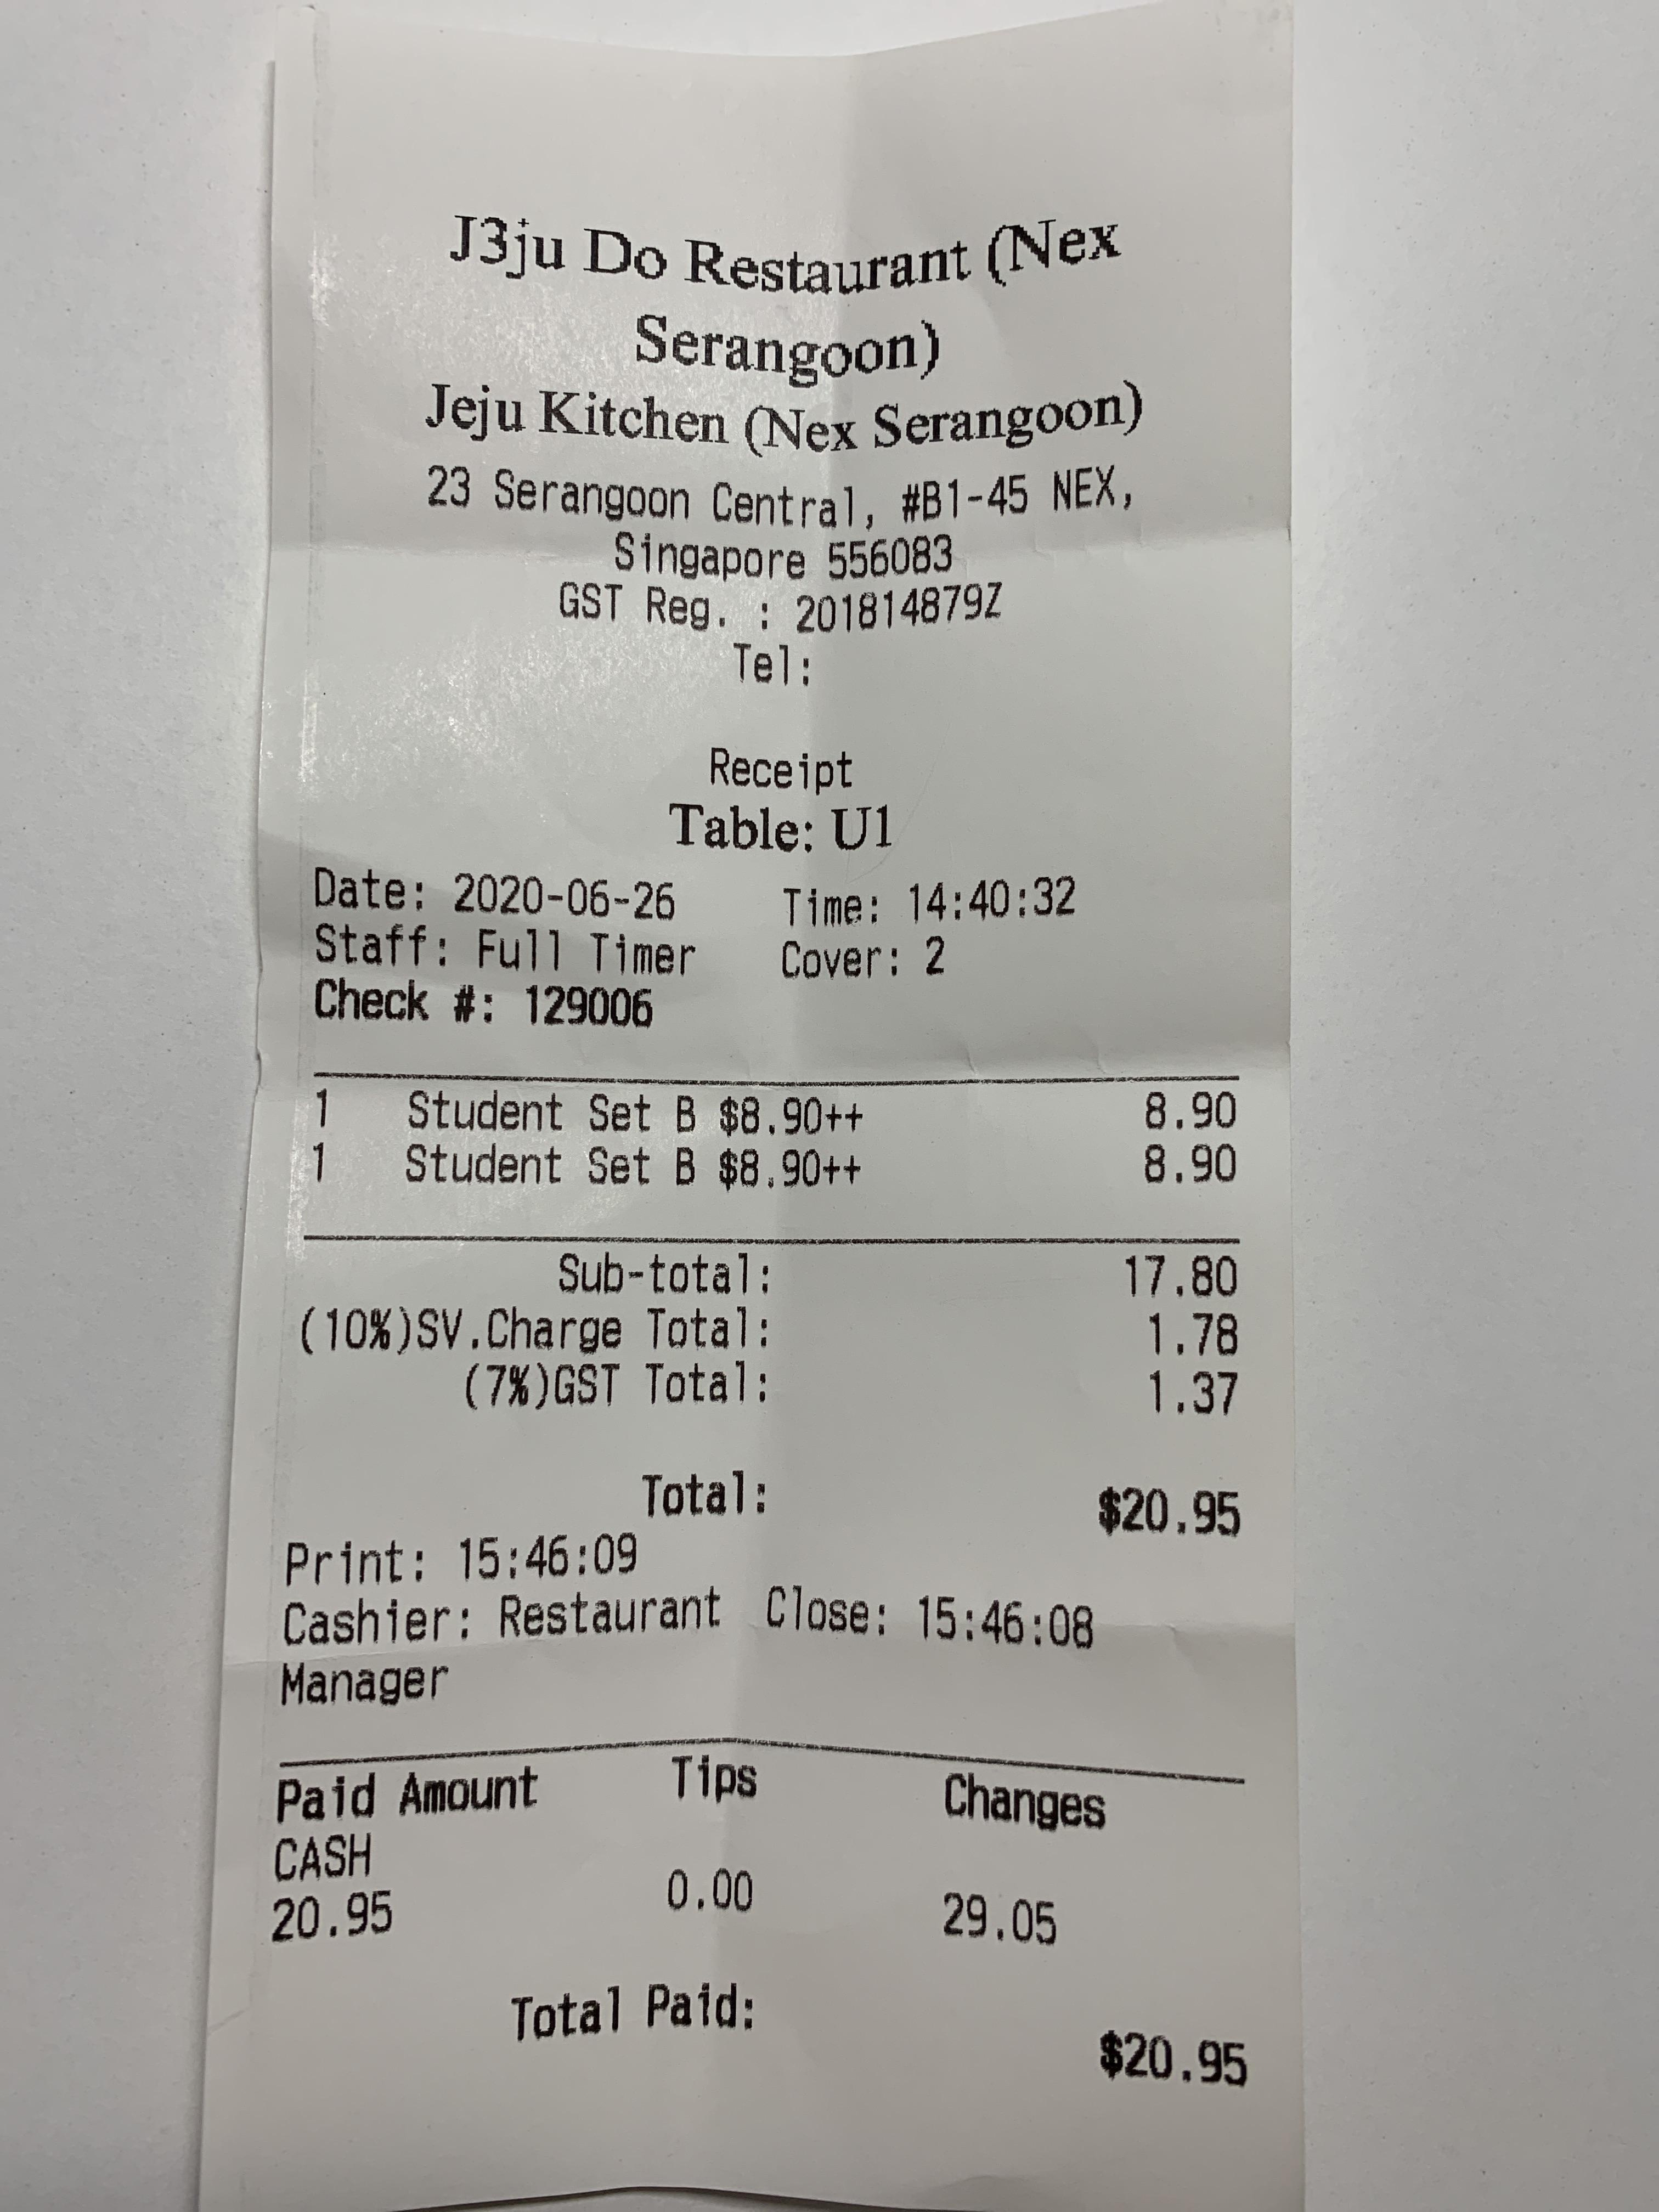 J3ju Do Restaurant (Nex
Serangoon)
Jeju Kitchen (Nex Serangoon)
23 Serangoon Central, #B1-45 NEX,
Singapore 556083
GST Reg. : 201814879Z
Tel:
Receipt
Table: U1
Date: 2020-06-26 Time: 14:40:32
Staff: Full Timer Cover: 2
Check #: 129006
1 Student Set B $8.90++ 8.90
1 Student Set B $8.90++ 8.90
Sub-total: 17.80
(10%)SV.Charge Total: 1.78
(7%)GST Total: 1.37
Total: $20.95
Print: 15:46:09
Cashier: Restaurant Close: 15:46:08
Manager
Paid Amount Tips Changes
CASH
20.95 0.00 29.05
Total Paid: $20.95